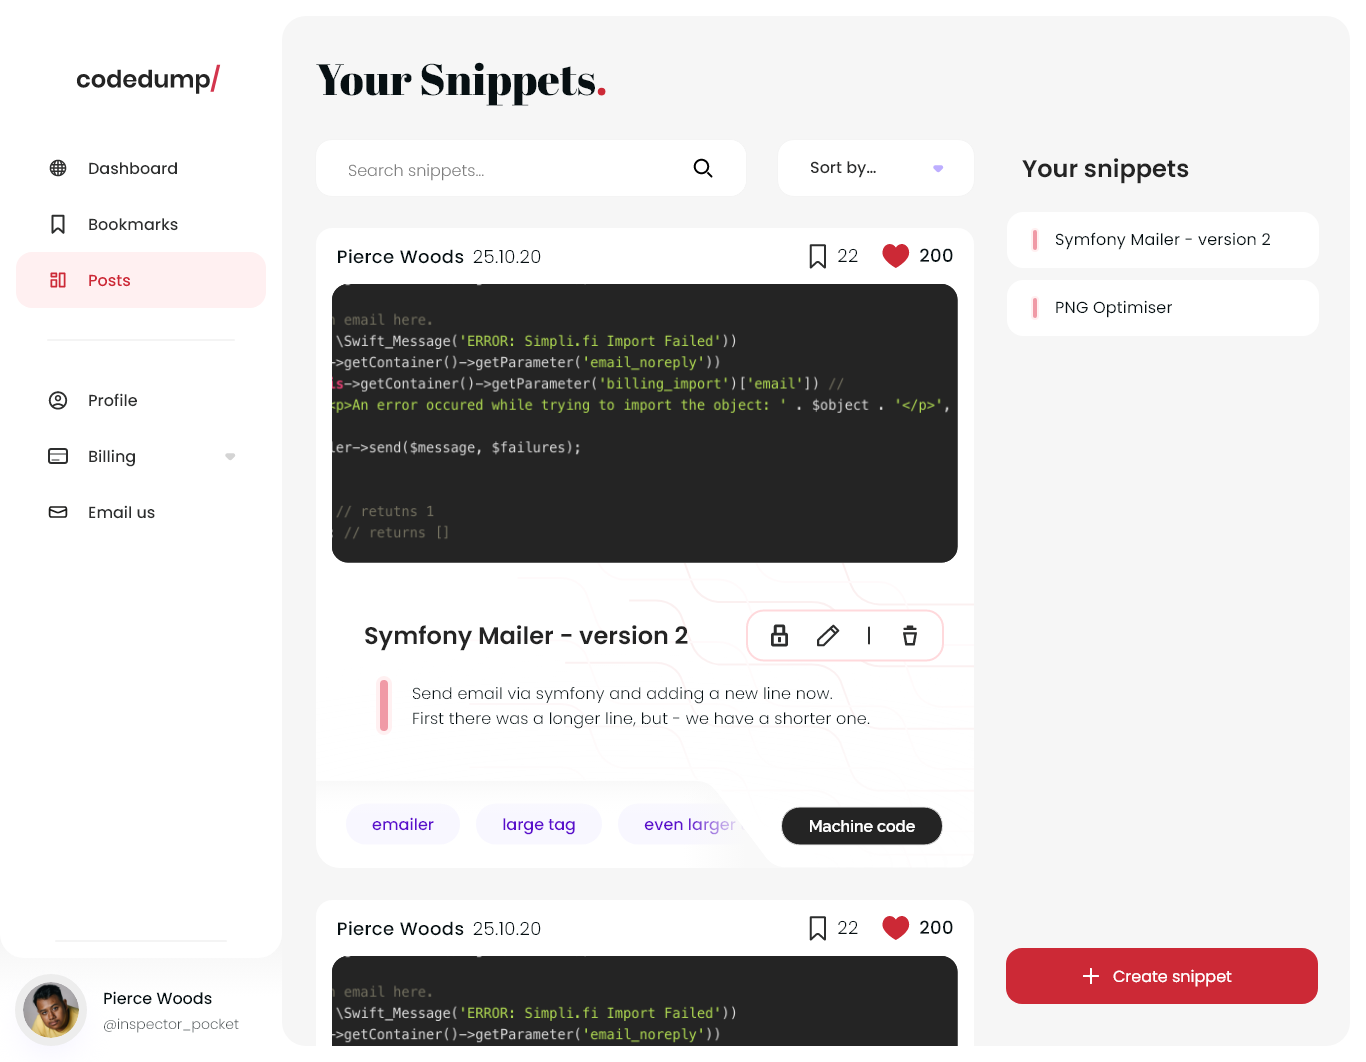 codedump/
Dashboard
Bookmarks
Posts
Profile
Billing
Email us
Pierce Woods
@inspector_pocket
Your Snippets.
Search snippets...
Sort by...
Pierce Woods 25.10.20
22
200
email here.
\Swift_Message('ERROR: Simpli.fi Import Failed'))
->getContainer()->getParameter('email_noreply'))
is->getContainer()->getParameter('billing_import')['email']) //
<p>An error occured while trying to import the object: ' . $object . '</p>',
ler->send($message, $failures);
// retutns 1
; // returns []
Symfony Mailer - version 2
Send email via symfony and adding a new line now.
First there was a longer line, but - we have a shorter one.
emailer
large tag
even larger
Machine code
Pierce Woods 25.10.20
22
200
email here.
\Swift_Message('ERROR: Simpli.fi Import Failed'))
->getContainer()->getParameter('email_noreply'))
Your snippets
Symfony Mailer - version 2
PNG Optimiser
Create snippet